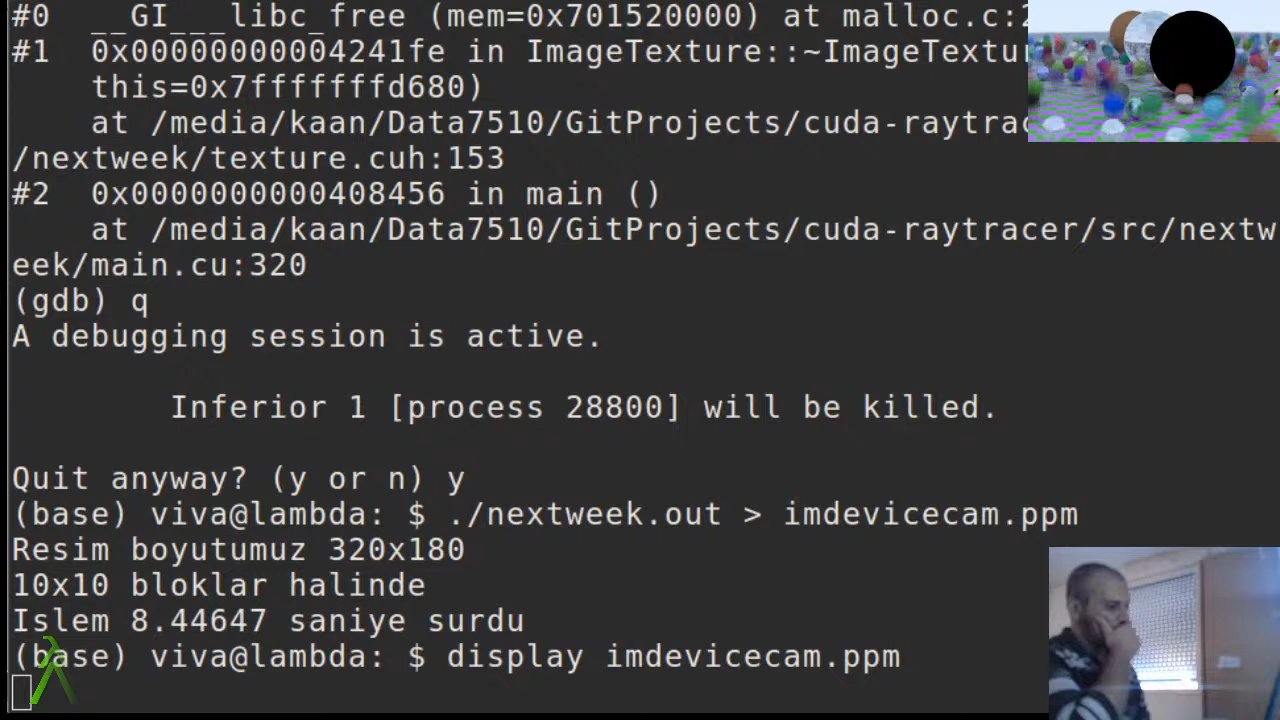 #0  __GI___libc_free (mem=0x701520000) at malloc.c:
#1  0x00000000004241fe in ImageTexture::~ImageTextur
    this=0x7fffffffd680)
    at /media/kaan/Data7510/GitProjects/cuda-raytrac
/nextweek/texture.cuh:153
#2  0x0000000000408456 in main ()
    at /media/kaan/Data7510/GitProjects/cuda-raytracer/src/nextw
eek/main.cu:320
(gdb) q
A debugging session is active.
        Inferior 1 [process 28800] will be killed.
Quit anyway? (y or n) y
(base) viva@lambda: $ ./nextweek.out > imdevicecam.ppm
Resim boyutumuz 320x180
10x10 bloklar halinde
Islem 8.44647 saniye surdu
(base) viva@lambda: $ display imdevicecam.ppm